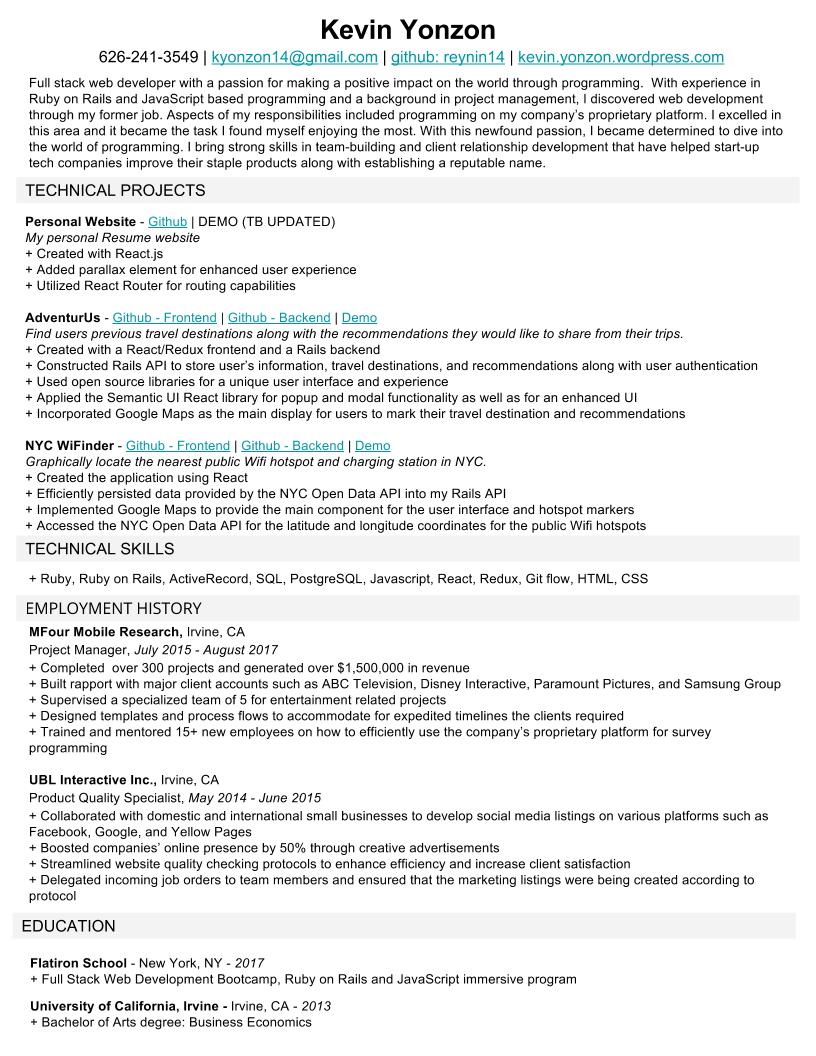 Kevin Yonzon
626-241-3549 | kyonzon14@gmail.com | github: reynin14 | kevin.yonzon.wordpress.com
Full stack web developer with a passion for making a positive impact on the world through programming.  With experience in
Ruby on Rails and JavaScript based programming and a background in project management, I discovered web development
through my former job. Aspects of my responsibilities included programming on my company's proprietary platform. I excelled in
this area and it became the task I found myself enjoying the most. With this newfound passion, I became determined to dive into
the world of programming. I bring strong skills in team-building and client relationship development that have helped start-up
tech companies improve their staple products along with establishing a reputable name.
TECHNICAL PROJECTS
Personal Website - Github | DEMO (TB UPDATED)
My personal Resume website
+ Created with React.js
+ Added parallax element for enhanced user experience
+ Utilized React Router for routing capabilities
AdventurUs - Github - Frontend | Github - Backend | Demo
Find users previous travel destinations along with the recommendations they would like to share from their trips.
+ Created with a React/Redux frontend and a Rails backend
+ Constructed Rails API to store user's information, travel destinations, and recommendations along with user authentication
+ Used open source libraries for a unique user interface and experience
+ Applied the Semantic UI React library for popup and modal functionality as well as for an enhanced UI
+ Incorporated Google Maps as the main display for users to mark their travel destination and recommendations
NYC WiFinder - Github - Frontend | Github - Backend | Demo
Graphically locate the nearest public Wifi hotspot and charging station in NYC.
+ Created the application using React
+ Efficiently persisted data provided by the NYC Open Data API into my Rails API
+ Implemented Google Maps to provide the main component for the user interface and hotspot markers
+ Accessed the NYC Open Data API for the latitude and longitude coordinates for the public Wifi hotspots
TECHNICAL SKILLS
+ Ruby, Ruby on Rails, ActiveRecord, SQL, PostgreSQL, Javascript, React, Redux, Git flow, HTML, CSS
EMPLOYMENT HISTORY
MFour Mobile Research, Irvine, CA
Project Manager, July 2015 - August 2017
+ Completed  over 300 projects and generated over $1,500,000 in revenue
+ Built rapport with major client accounts such as ABC Television, Disney Interactive, Paramount Pictures, and Samsung Group
+ Supervised a specialized team of 5 for entertainment related projects
+ Designed templates and process flows to accommodate for expedited timelines the clients required
+ Trained and mentored 15+ new employees on how to efficiently use the company's proprietary platform for survey
programming
UBL Interactive Inc., Irvine, CA
Product Quality Specialist, May 2014 - June 2015
+ Collaborated with domestic and international small businesses to develop social media listings on various platforms such as
Facebook, Google, and Yellow Pages
+ Boosted companies' online presence by 50% through creative advertisements
+ Streamlined website quality checking protocols to enhance efficiency and increase client satisfaction
+ Delegated incoming job orders to team members and ensured that the marketing listings were being created according to
protocol
EDUCATION
Flatiron School - New York, NY - 2017
+ Full Stack Web Development Bootcamp, Ruby on Rails and JavaScript immersive program
University of California, Irvine - Irvine, CA - 2013
+ Bachelor of Arts degree: Business Economics